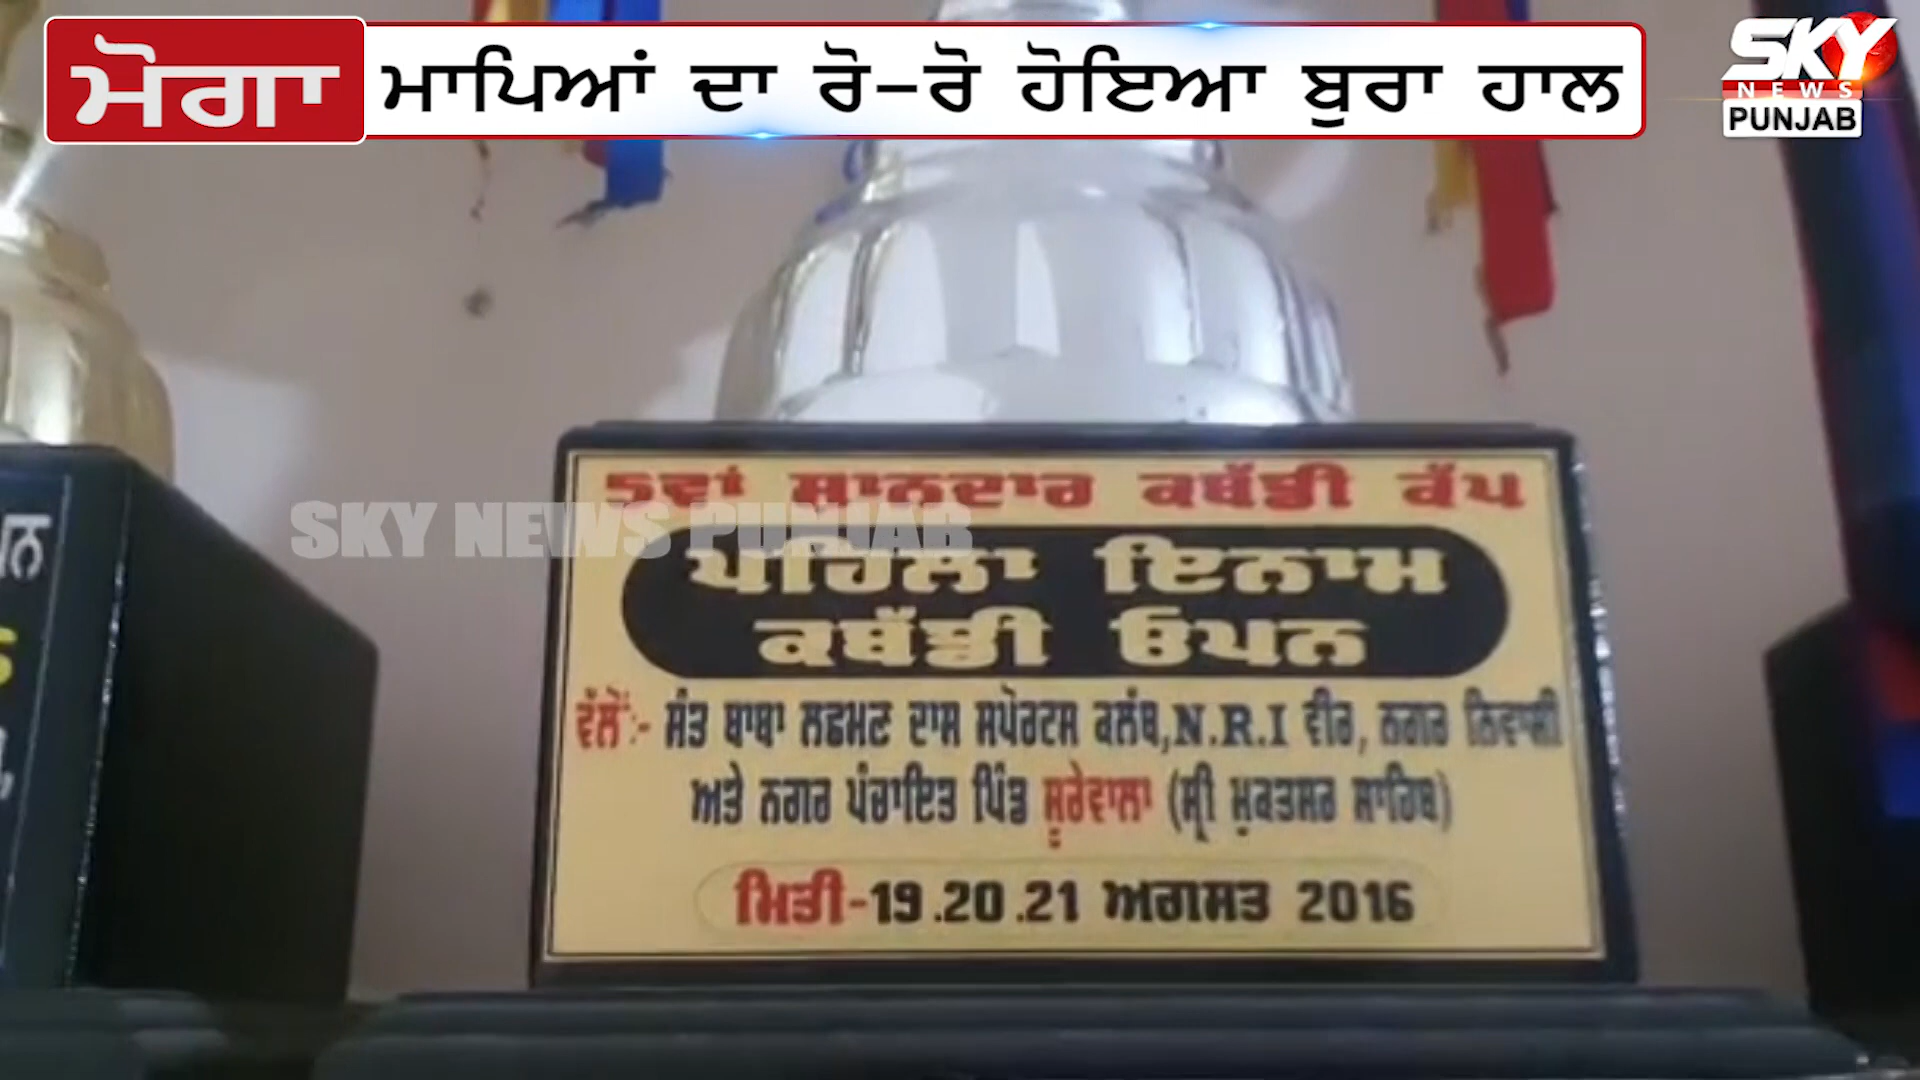 ਮੋਗਾ ਮਾਪਿਆਂ ਦਾ ਰੋ-ਰੋ ਹੋਇਆ ਬੁਰਾ ਹਾਲ
SKY
NEWS
PUNJAB
5ਵਾਂ ਸ਼ਾਨਦਾਰ ਕਬੱਡੀ ਕੱਪ
SKY NEWS PUNJAB
ਪਹਿਲਾ ਇਨਾਮ
ਕਬੱਡੀ ਓਪਨ
ਵੱਲੋਂ:- ਸੰਤ ਬਾਬਾ ਲਛਮਣ ਦਾਸ ਸਪੋਰਟਸ ਕਲੱਬ,N.R.I ਵੀਰ, ਨਗਰ ਨਿਵਾਸੀ
ਅਤੇ ਨਗਰ ਪੰਚਾਇਤ ਪਿੰਡ ਸੂਰੇਵਾਲਾ (ਸ਼੍ਰੀ ਮੁਕਤਸਰ ਸਾਹਿਬ)
ਮਿਤੀ-19.20.21 ਅਗਸਤ 2016